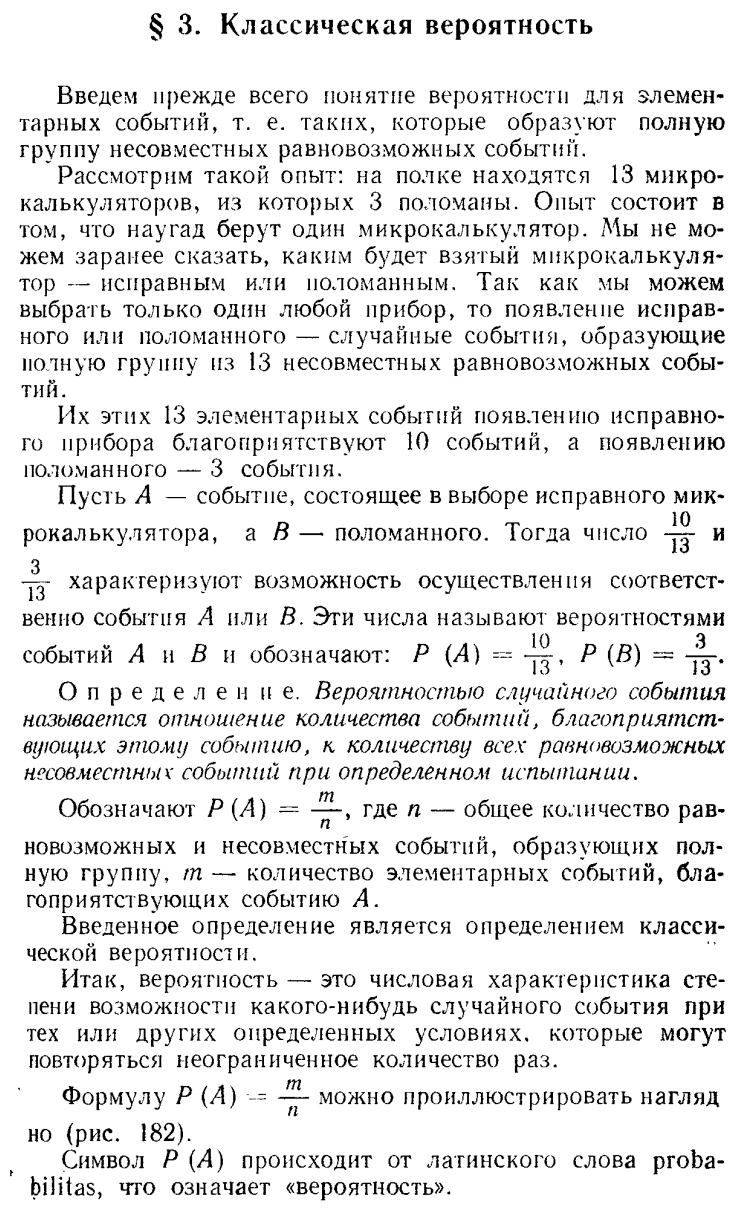 § 3. Классическая вероятность
Введем прежде всего понятие вероятности для элемен-
тарных событий, т. е. таких, которые образуют полную
группу несовместных равновозможных событий.
Рассмотрим такой опыт: на полке находятся 13 микро-
калькуляторов, из которых 3 поломаны. Опыт состоит в
том, что наугад берут один микрокалькулятор. Мы не мо-
жем заранее сказать, каким будет взятый микрокалькуля-
тор — исправным или поломанным. Так как мы можем
выбрать только один любой прибор, то появление исправ-
ного или поломанного — случайные события, образующие
полную группу из 13 несовместных равновозможных собы-
тий.
Их этих 13 элементарных событий появлению исправно-
го прибора благоприятствуют 10 событий, а появлению
поломанного — 3 события.
Пусть A — событие, состоящее в выборе исправного мик-
рокалькулятора, а B — поломанного. Тогда число 10/13 и
3/13 характеризуют возможность осуществления соответст-
венно события A или B. Эти числа называют вероятностями
событий A и B и обозначают: P (A) = 10/13, P (B) = 3/13.
Определение. Вероятностью случайного события
называется отношение количества событий, благоприятст-
вующих этому событию, к количеству всех равновозможных
несовместных событий при определенном испытании.
Обозначают P (A) = m/n, где n — общее количество рав-
новозможных и несовместных событий, образующих пол-
ную группу, m — количество элементарных событий, бла-
гоприятствующих событию A.
Введенное определение является определением класси-
ческой вероятности.
Итак, вероятность — это числовая характеристика сте-
пени возможности какого-нибудь случайного события при
тех или других определенных условиях, которые могут
повторяться неограниченное количество раз.
Формулу P (A) = m/n можно проиллюстрировать нагляд
но (рис. 182).
Символ P (A) происходит от латинского слова proba-
bilitas, что означает «вероятность».